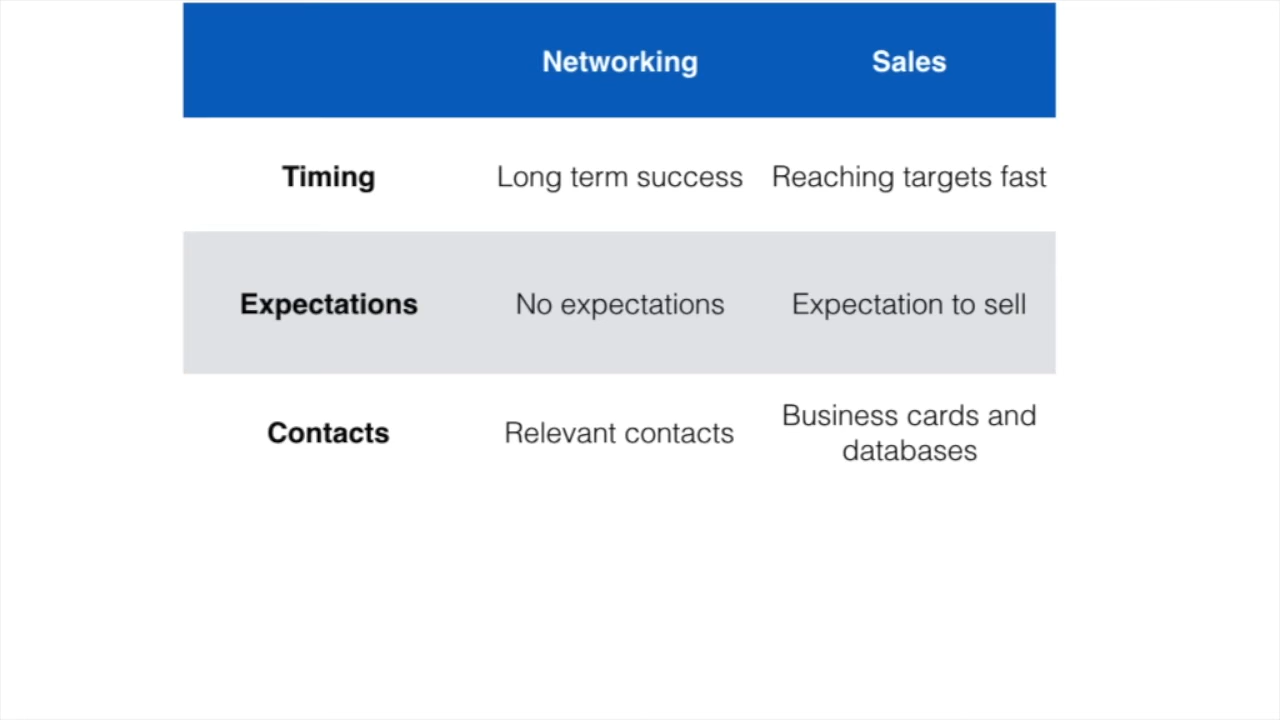 Networking Sales
Timing Long term success Reaching targets fast
Expectations No expectations Expectation to sell
Contacts Relevant contacts Business cards and
databases